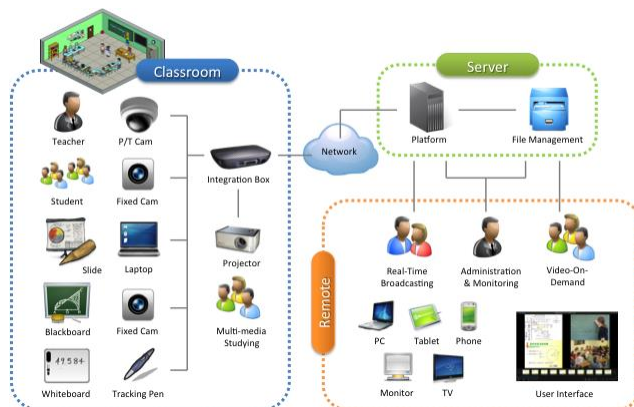 Classroom
Teacher
P/T Cam
Student
Fixed Cam
Slide
Laptop
Blackboard
Fixed Cam
Whiteboard
Tracking Pen
49584
Integration Box
Projector
Multi-media
Studying
Network
Server
Platform
File Management
Remote
Real-Time
Broadcasting
Administration
& Monitoring
Video-On-
Demand
PC
Tablet
Phone
Monitor
TV
User Interface